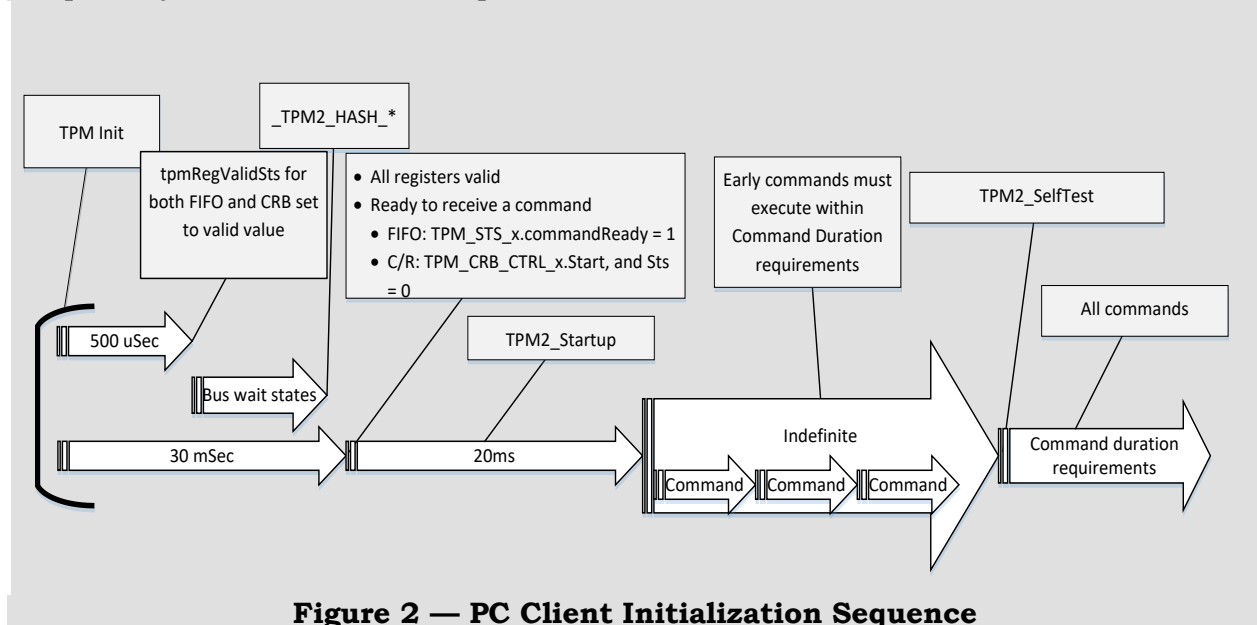 TPM Init
_TPM2_HASH_*
tpmRegValidSts for
both FIFO and CRB set
to valid value
• All registers valid
• Ready to receive a command
• FIFO: TPM_STS_x.commandReady = 1
• C/R: TPM_CRB_CTRL_x.Start, and Sts
= 0
Early commands must
execute within
Command Duration
requirements
TPM2_SelfTest
All commands
TPM2_Startup
500 uSec
Bus wait states
30 mSec
20ms
Indefinite
Command
Command
Command
Command duration
requirements
Figure 2 — PC Client Initialization Sequence